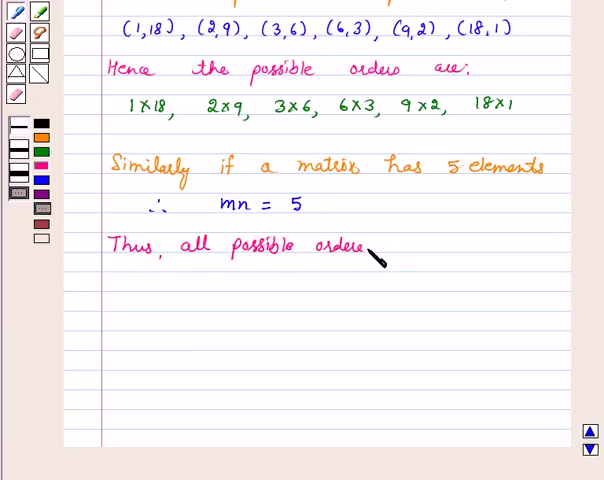 (1,18), (2,9), (3,6), (6,3), (9,2), (18,1)
Hence the possible orders are:
1×18, 2×9, 3×6, 6×3, 9×2, 18×1
Similarly if a matrix has 5 elements
∴ mn = 5
Thus, all possible ordere